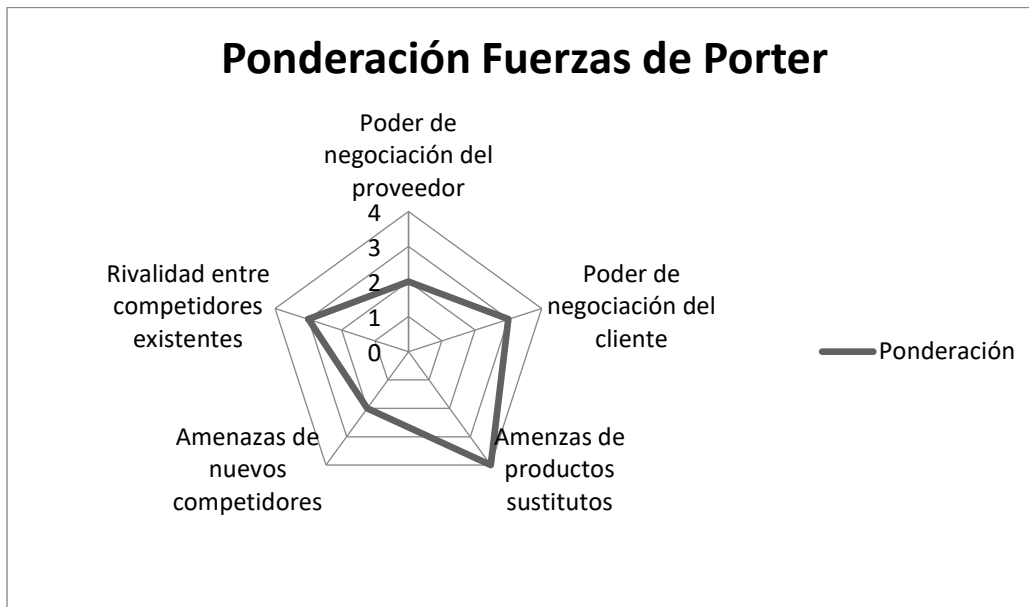 Ponderación Fuerzas de Porter
Poder de
negociación del
proveedor
4
3
2
1
0
Rivalidad entre
competidores
existentes
Poder de
negociación del
cliente
Ponderación
Amenazas de
nuevos
competidores
Amenzas de
productos
sustitutos